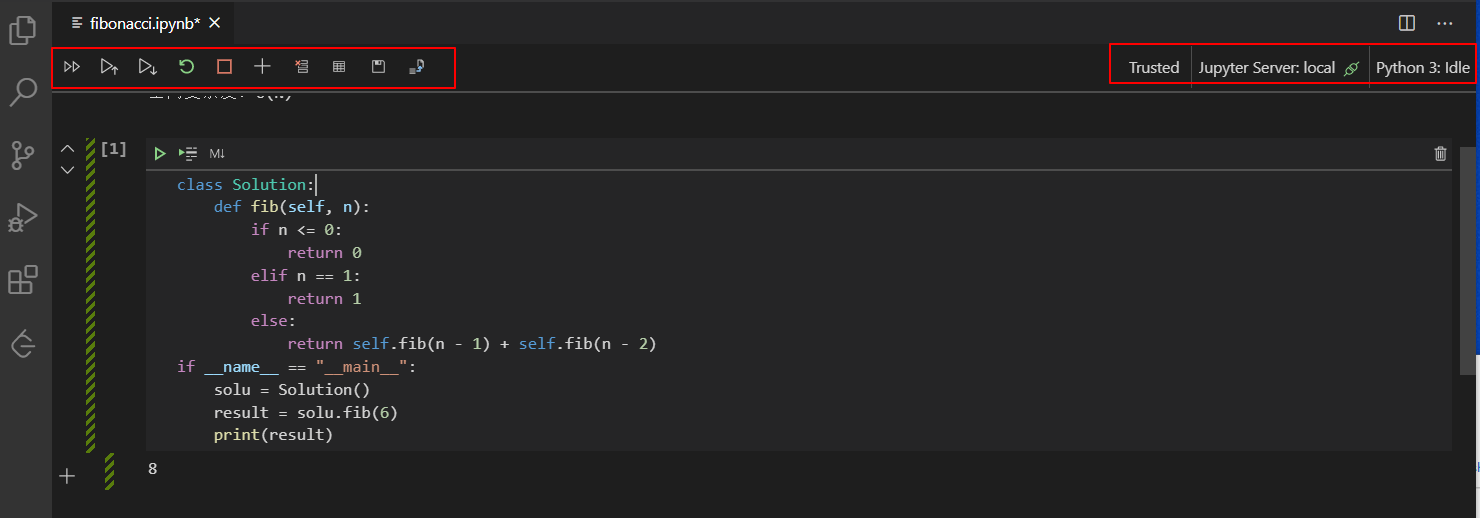 fibonacci.ipynb*
Trusted
Jupyter Server: local
Python 3: Idle
[1]
M↓
class Solution:
    def fib(self, n):
        if n <= 0:
            return 0
        elif n == 1:
            return 1
        else:
            return self.fib(n - 1) + self.fib(n - 2)
if __name__ == "__main__":
    solu = Solution()
    result = solu.fib(6)
    print(result)
8